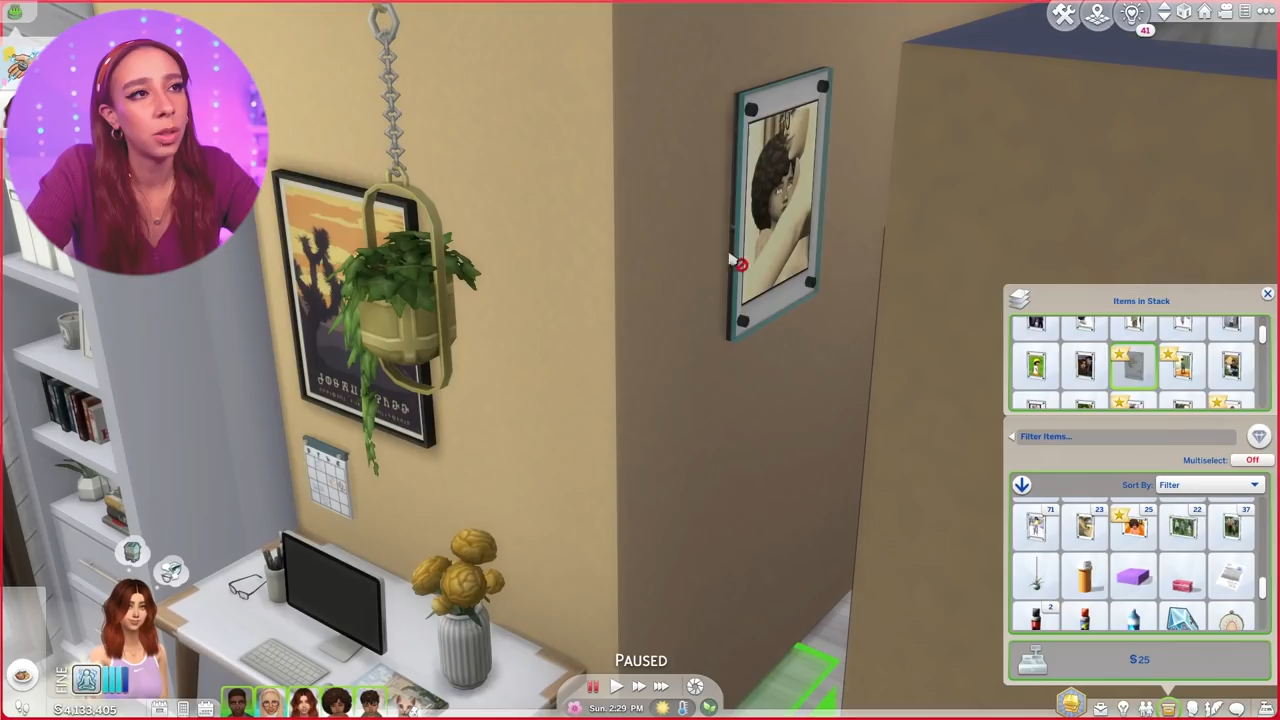 41
Items in Stack
Filter Items...
Multiselect: Off
Sort By: Filter
71
23
25
22
37
2
PAUSED
§25
FINE
§4,133,405
Sun. 2:29 PM